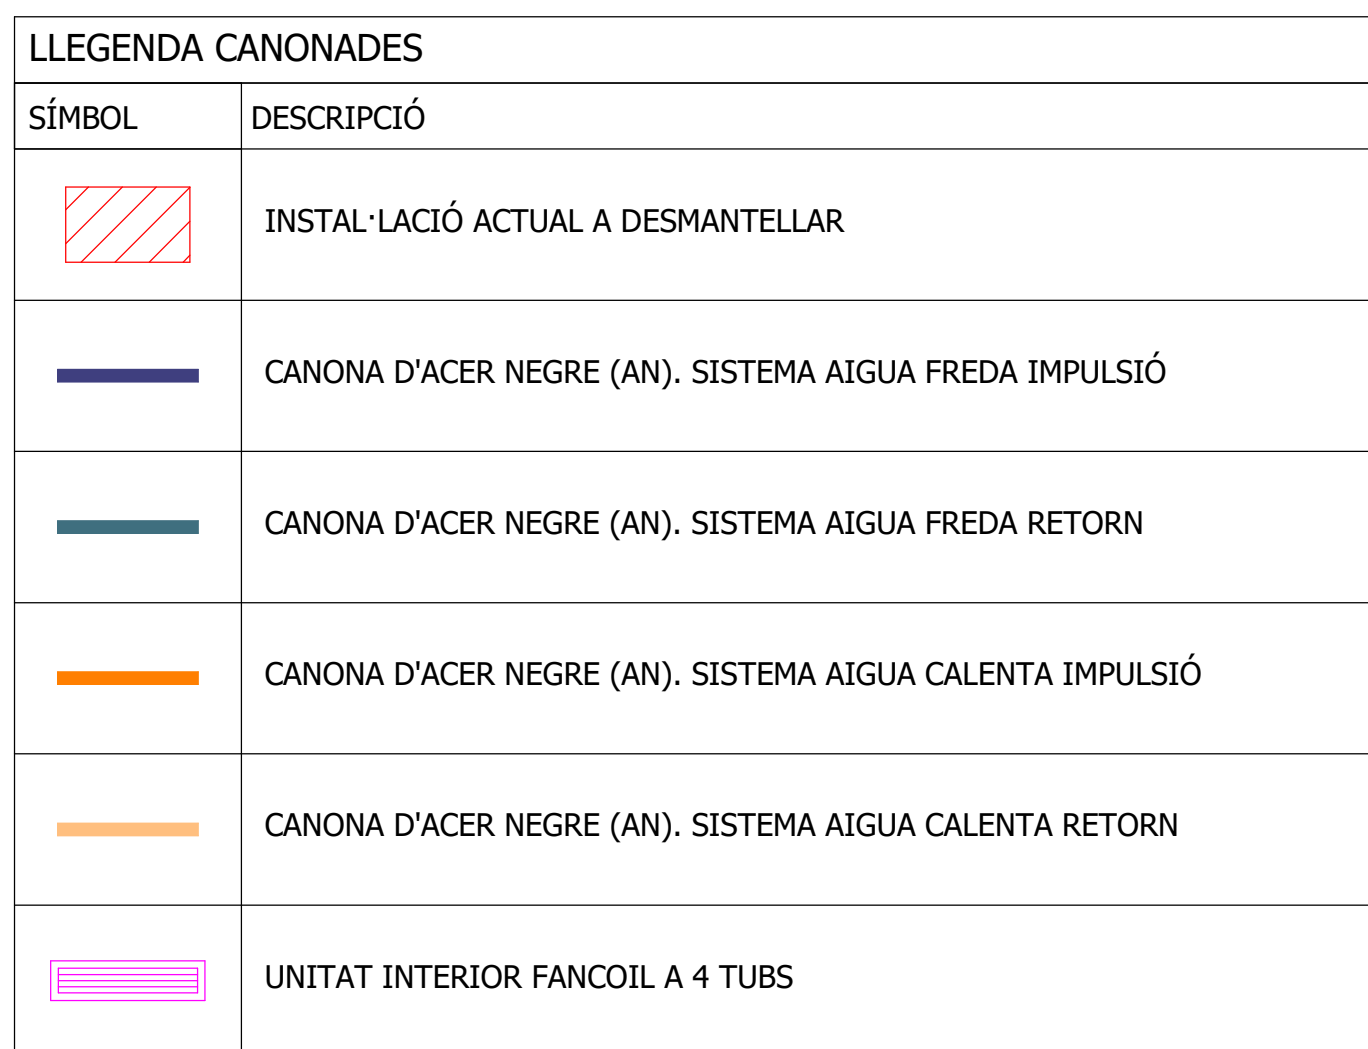 LLEGENDA CANONADES
SÍMBOL
DESCRIPCIÓ
INSTAL·LACIÓ ACTUAL A DESMANTELLAR
CANONA D'ACER NEGRE (AN). SISTEMA AIGUA FREDA IMPULSIÓ
CANONA D'ACER NEGRE (AN). SISTEMA AIGUA FREDA RETORN
CANONA D'ACER NEGRE (AN). SISTEMA AIGUA CALENTA IMPULSIÓ
CANONA D'ACER NEGRE (AN). SISTEMA AIGUA CALENTA RETORN
UNITAT INTERIOR FANCOIL A 4 TUBS